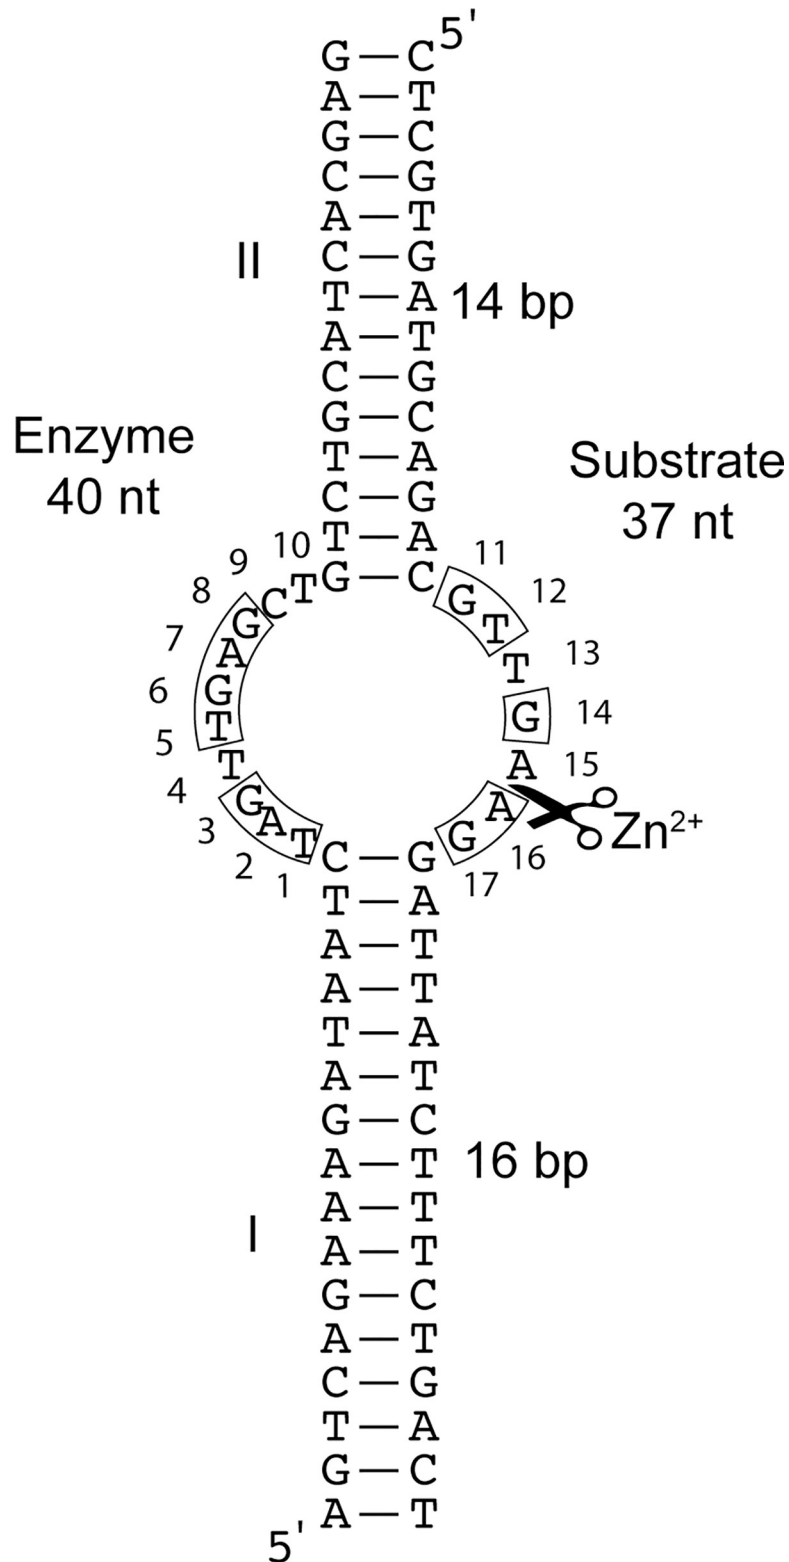 5'
G — C
A — T
G — C
C — G
A — T
C — G
II
T — A 14 bp
A — T
C — G
G — C
Enzyme
40 nt
T — A
Substrate
37 nt
C — G
T — A
G — C
10 T
9 C
8 G
7 A
6 G
5 T
4 T
3 G
2 A
1 T
G 11
T 12
T 13
G 14
A 15
Zn2+
A 16
G 17
C — G
T — A
A — T
A — T
T — A
A — T
G — C
A — T 16 bp
A — T
I
A — T
G — C
A — T
C — G
T — A
G — C
5' A — T